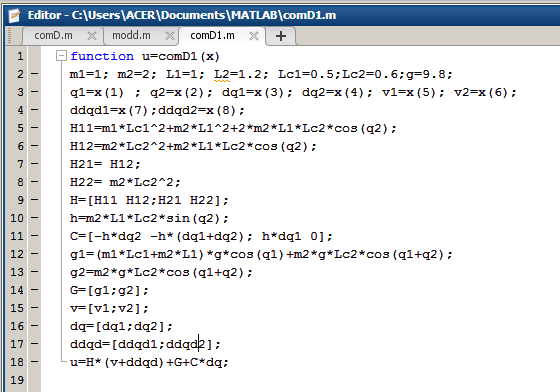 Editor - C:\Users\ACER\Documents\MATLAB\comD1.m
comD.m modd.m comD1.m
1 function u=comD1(x)
2 m1=1; m2=2; L1=1; L2=1.2; Lc1=0.5;Lc2=0.6;g=9.8;
3 q1=x(1) ; q2=x(2); dq1=x(3); dq2=x(4); v1=x(5); v2=x(6);
4 ddqd1=x(7);ddqd2=x(8);
5 H11=m1*Lc1^2+m2*L1^2+2*m2*L1*Lc2*cos(q2);
6 H12=m2*Lc2^2+m2*L1*Lc2*cos(q2);
7 H21= H12;
8 H22= m2*Lc2^2;
9 H=[H11 H12;H21 H22];
10 h=m2*L1*Lc2*sin(q2);
11 C=[-h*dq2 -h*(dq1+dq2); h*dq1 0];
12 g1=(m1*Lc1+m2*L1)*g*cos(q1)+m2*g*Lc2*cos(q1+q2);
13 g2=m2*g*Lc2*cos(q1+q2);
14 G=[g1;g2];
15 v=[v1;v2];
16 dq=[dq1;dq2];
17 ddqd=[ddqd1;ddqd2];
18 u=H*(v+ddqd)+G+C*dq;
19